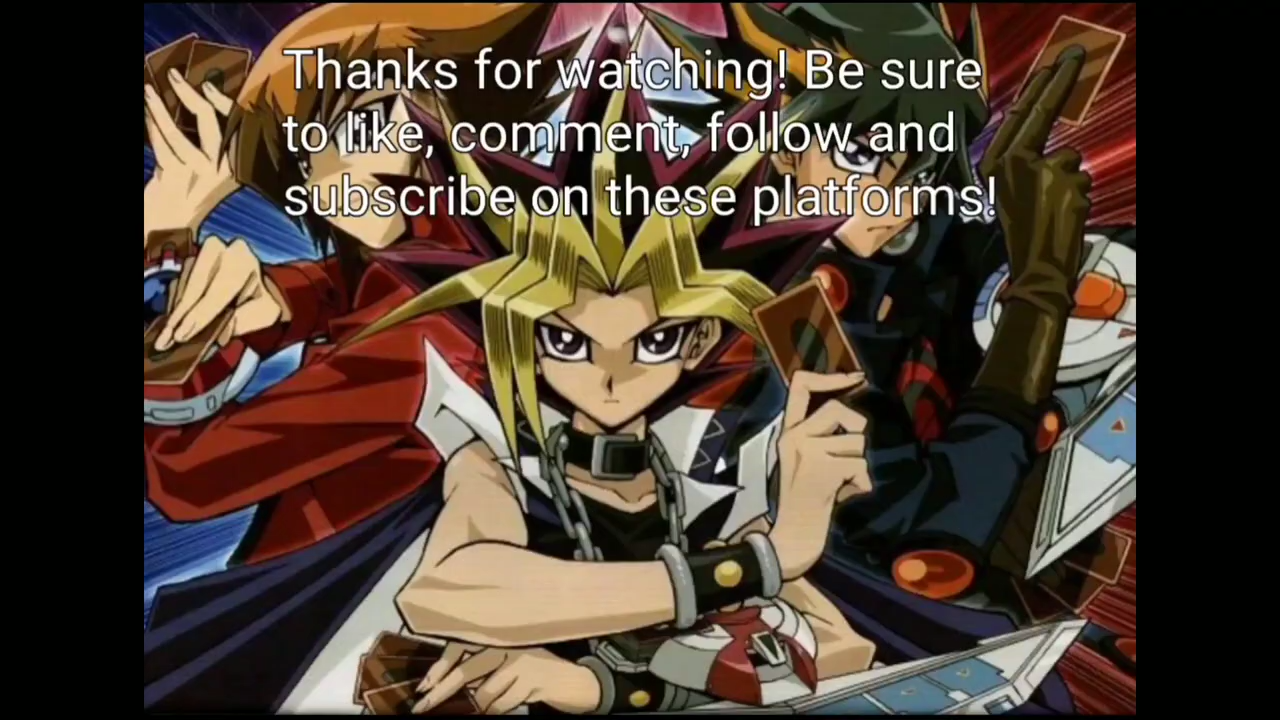 Thanks for watching! Be sure
to like, comment, follow and
subscribe on these platforms!